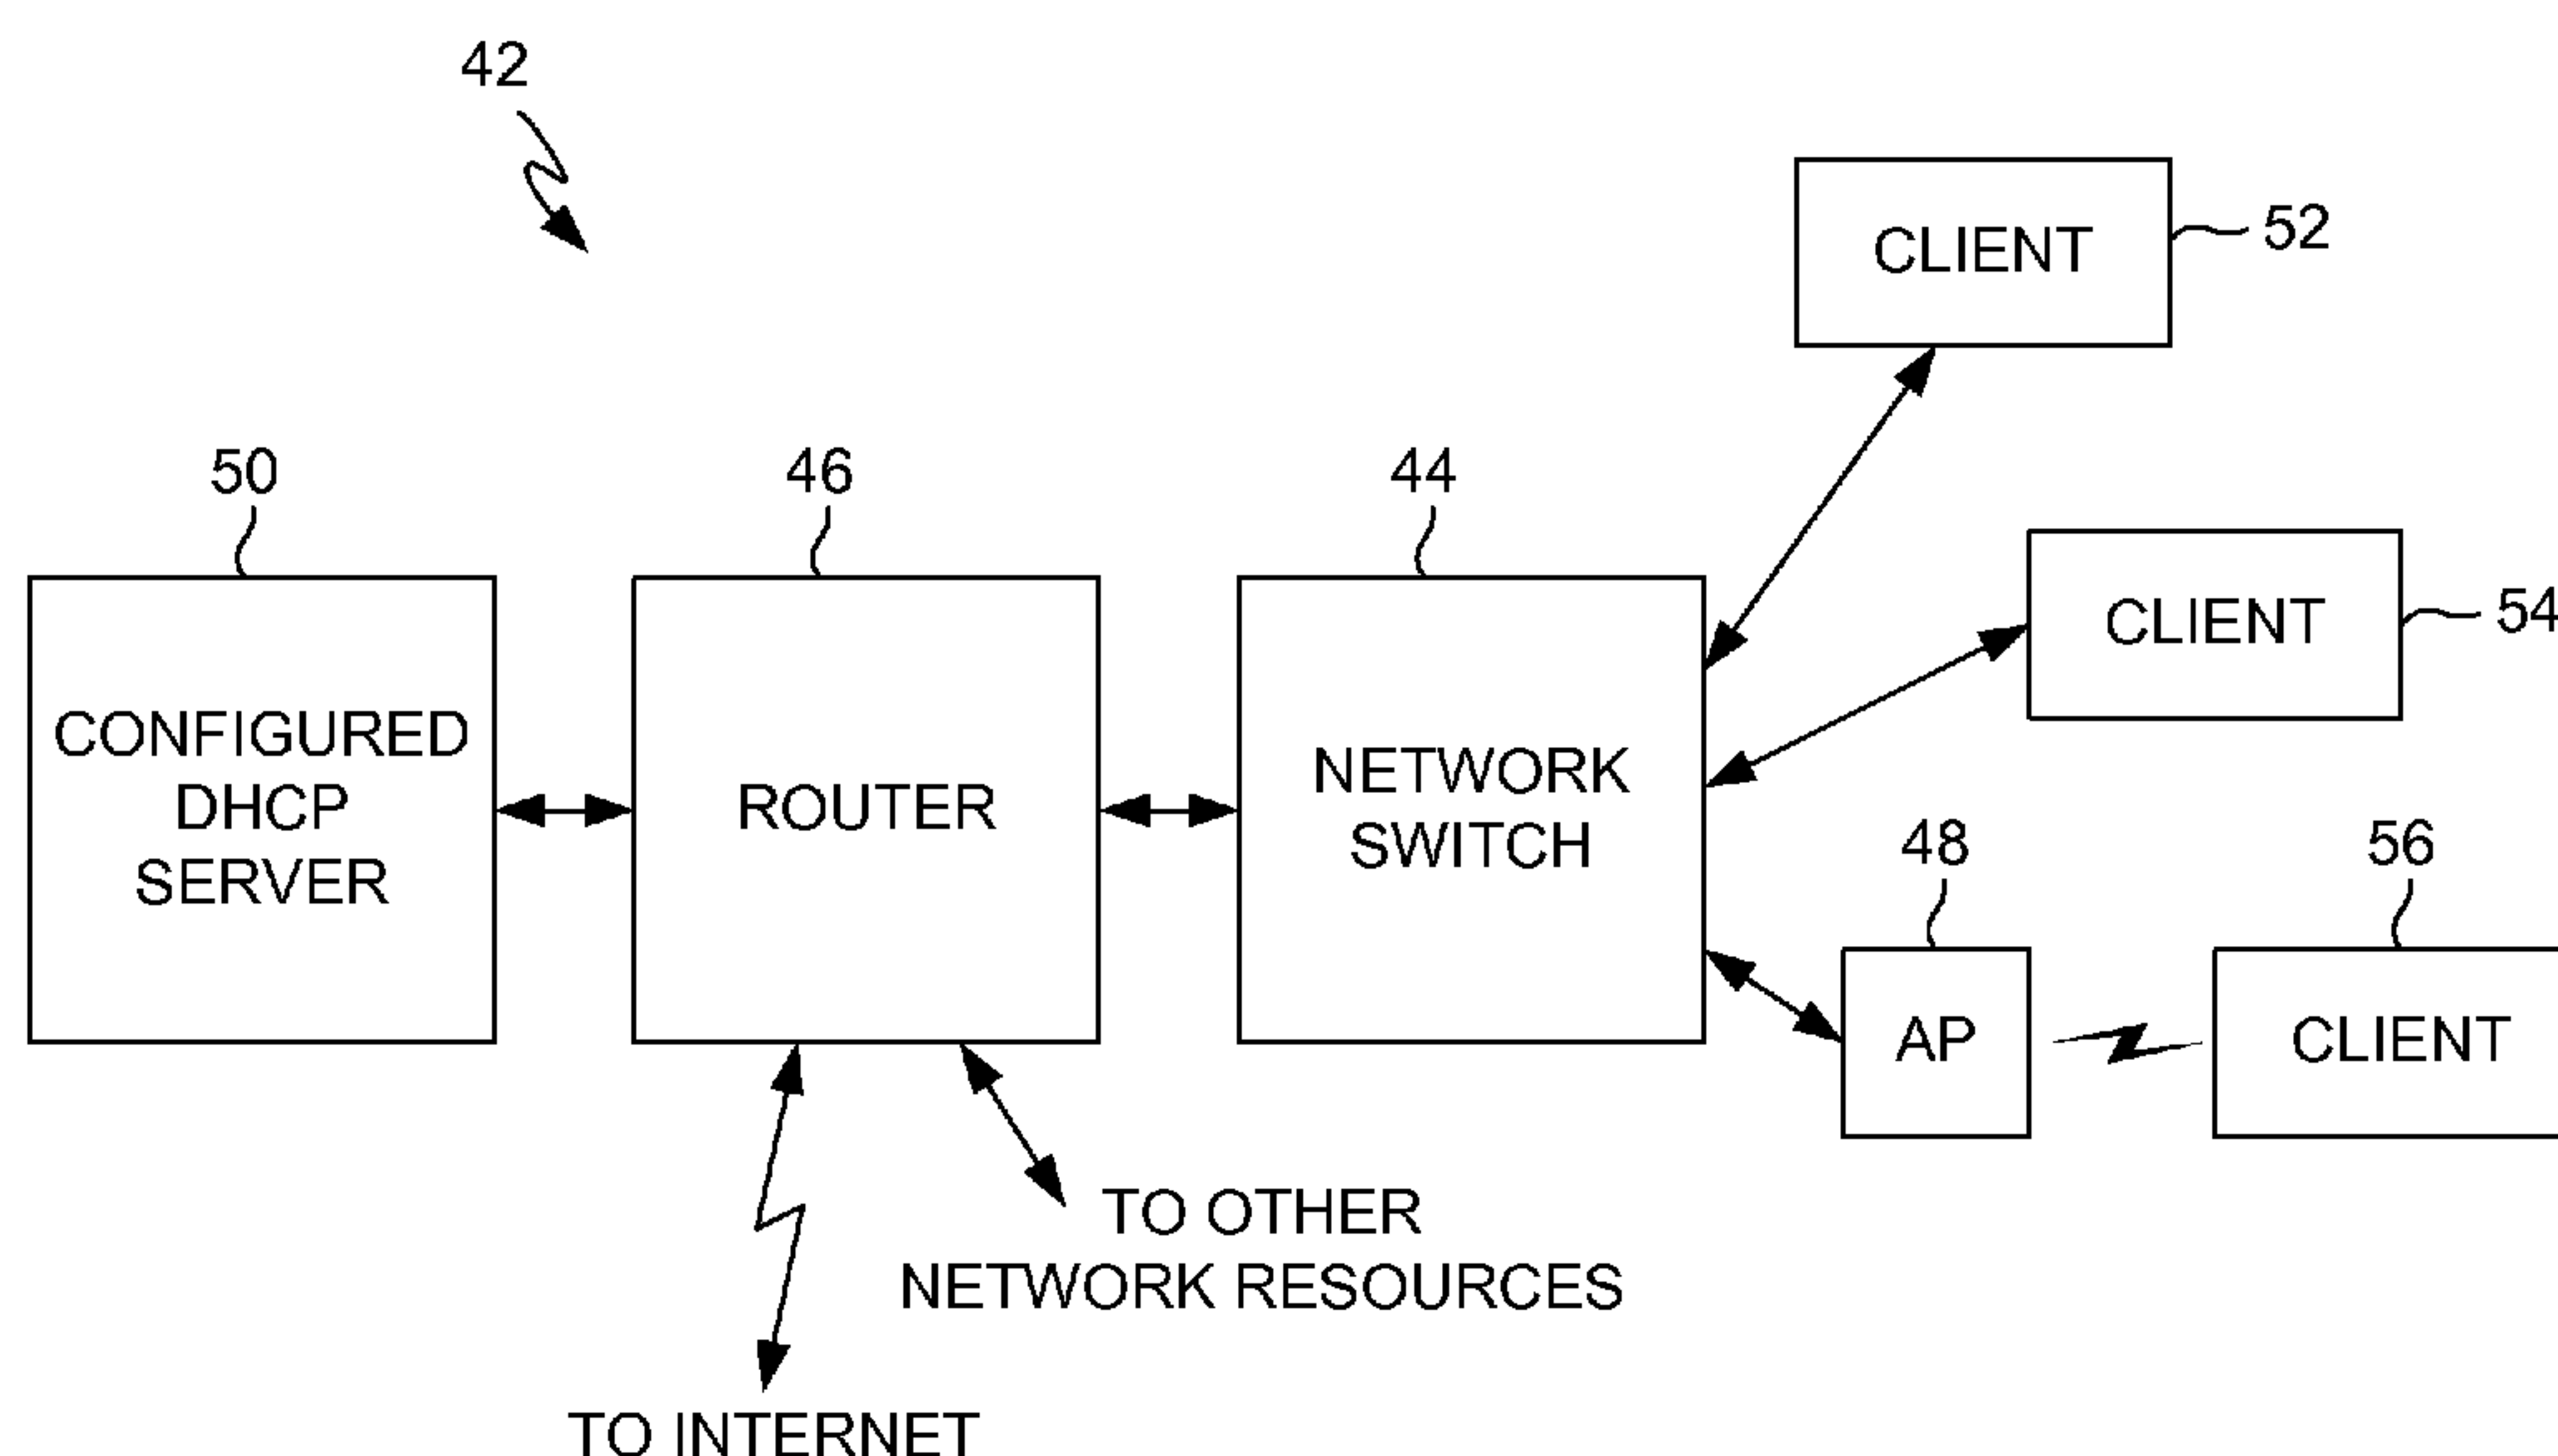 42
CLIENT
52
50
46
44
CLIENT
54
CONFIGURED
DHCP
SERVER
ROUTER
NETWORK
SWITCH
48
56
AP
CLIENT
TO OTHER
NETWORK RESOURCES
TO INTERNET